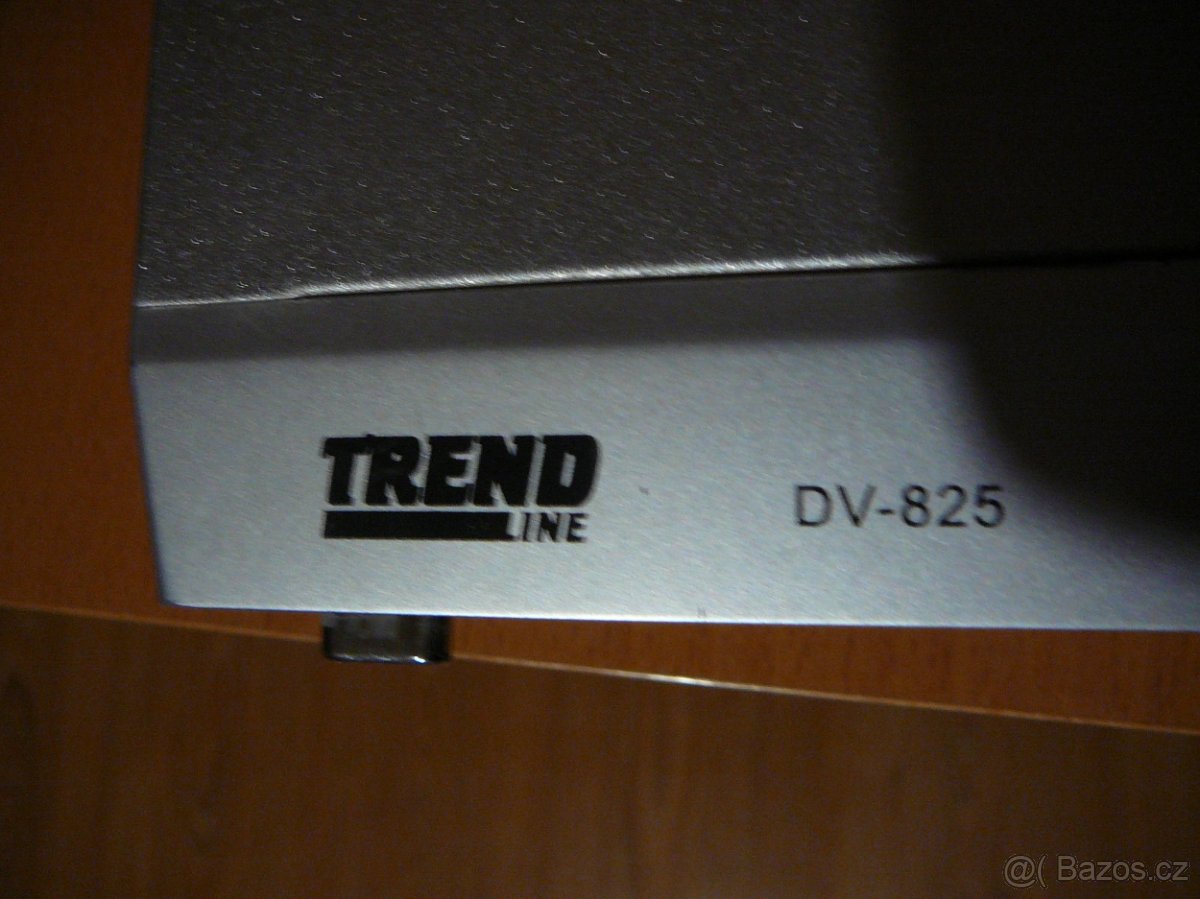 TREND
LINE
DV-825
@( Bazos.cz